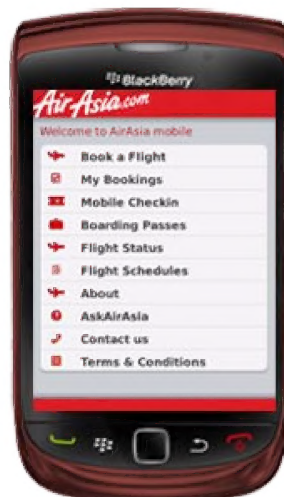 BlackBerry
AirAsia.com
Welcome to AirAsia mobile
Book a Flight
My Bookings
Mobile Checkin
Boarding Passes
Flight Status
Flight Schedules
About
AskAirAsia
Contact us
Terms & Conditions